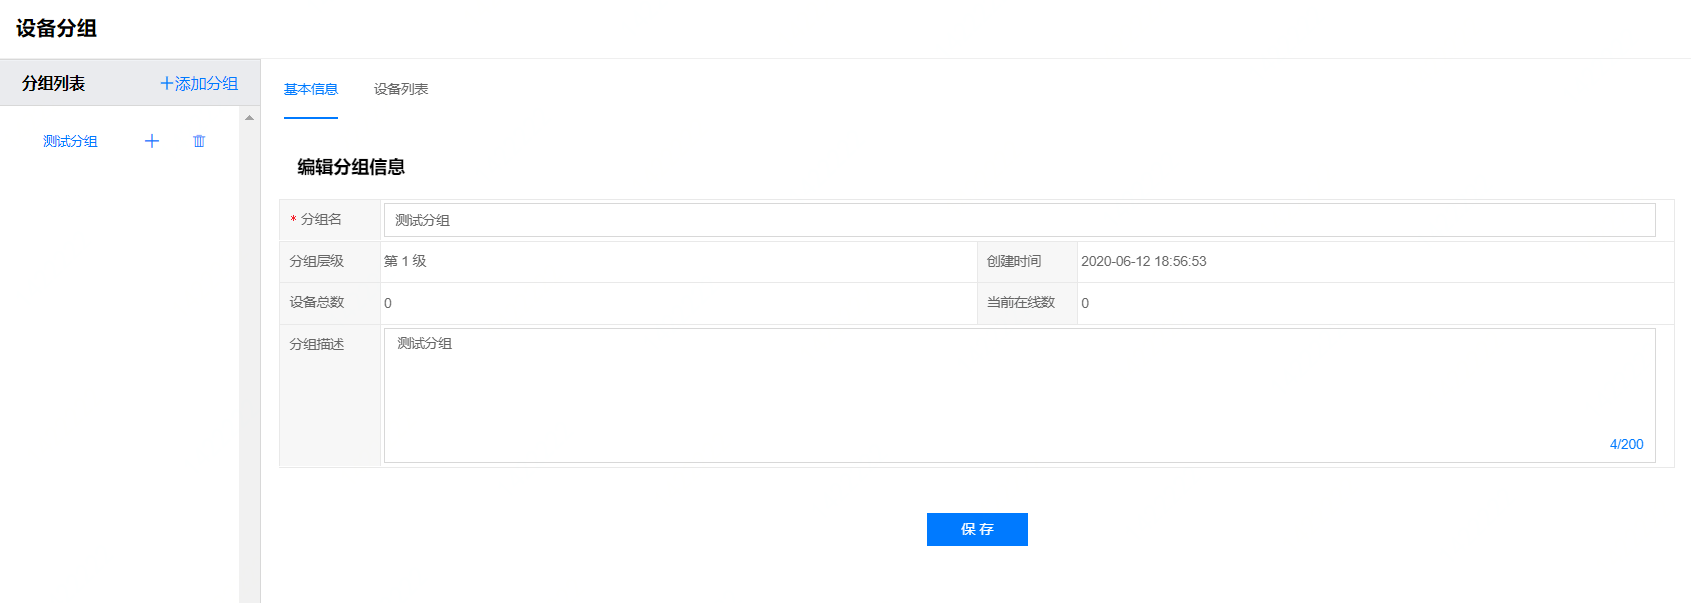 设备分组
分组列表
+添加分组
测试分组
基本信息
设备列表
编辑分组信息
* 分组名
测试分组
分组层级
第 1 级
创建时间
2020-06-12 18:56:53
设备总数
0
当前在线数
0
分组描述
测试分组
4/200
保 存